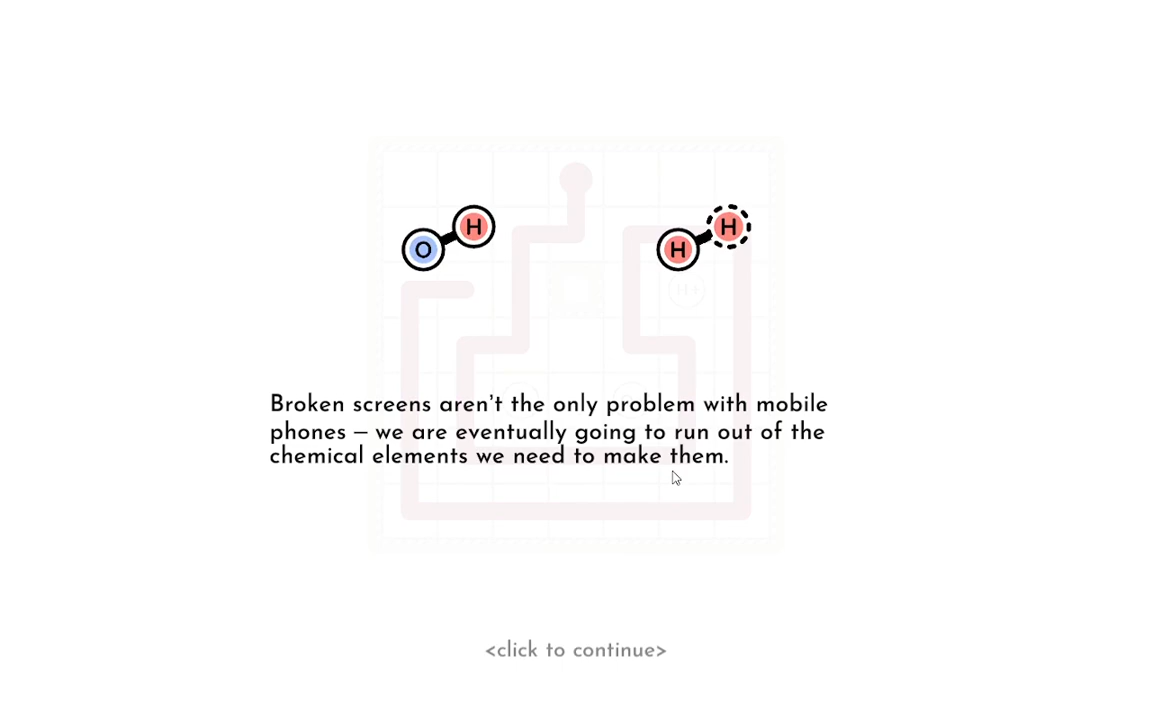 H H
O H
Broken screens aren't the only problem with mobile
phones – we are eventually going to run out of the
chemical elements we need to make them.
<click to continue>